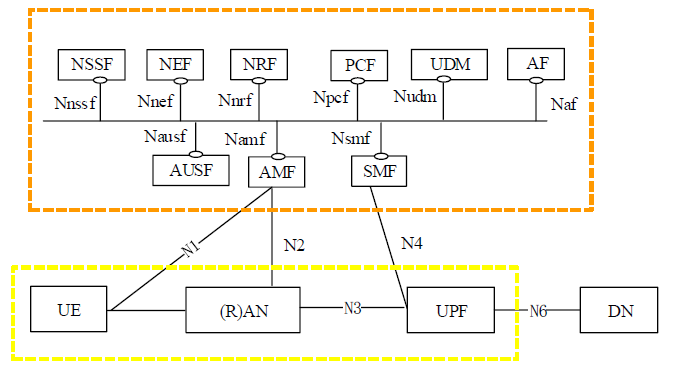 NSSF NEF NRF PCF UDM AF
Nnssf Nnef Nnrf Npcf Nudm Naf
Nausf Namf Nsmf
AUSF AMF SMF
N1 N2 N4
UE (R)AN N3 UPF N6 DN